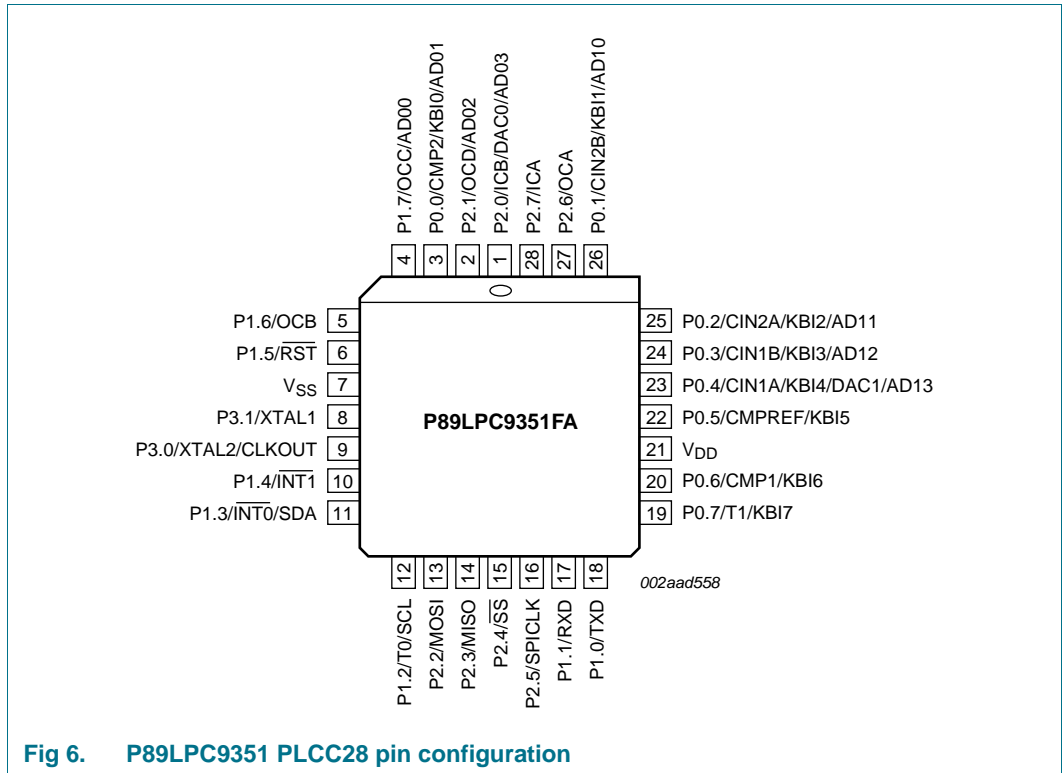 P1.7/OCC/AD00
P0.0/CMP2/KBI0/AD01
P2.1/OCD/AD02
P2.0/ICB/DAC0/AD03
P2.7/ICA
P2.6/OCA
P0.1/CIN2B/KBI1/AD10
4
3
2
1
28
27
26
P1.6/OCB 5
P1.5/RST 6
VSS 7
P3.1/XTAL1 8
P3.0/XTAL2/CLKOUT 9
P1.4/INT1 10
P1.3/INT0/SDA 11
P89LPC9351FA
25 P0.2/CIN2A/KBI2/AD11
24 P0.3/CIN1B/KBI3/AD12
23 P0.4/CIN1A/KBI4/DAC1/AD13
22 P0.5/CMPREF/KBI5
21 VDD
20 P0.6/CMP1/KBI6
19 P0.7/T1/KBI7
12
13
14
15
16
17
18
P1.2/T0/SCL
P2.2/MOSI
P2.3/MISO
P2.4/SS
P2.5/SPICLK
P1.1/RXD
P1.0/TXD
002aad558
Fig 6. P89LPC9351 PLCC28 pin configuration